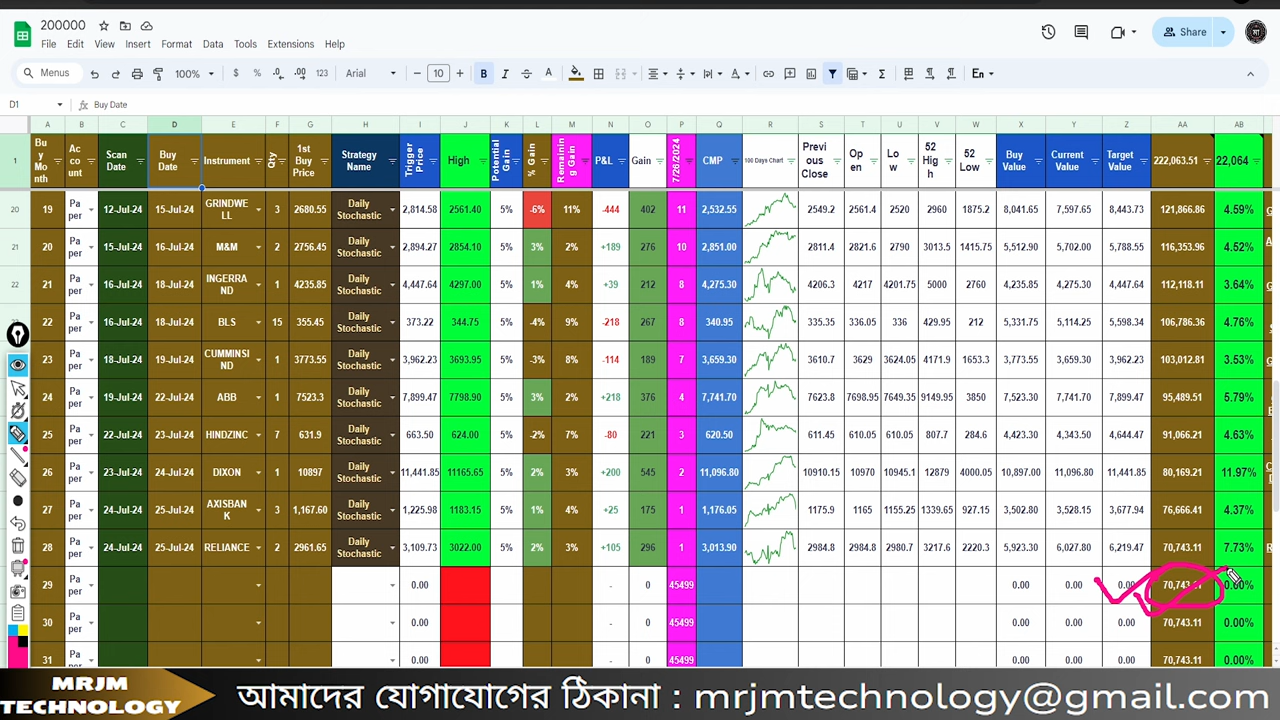 200000
File Edit View Insert Format Data Tools Extensions Help
Share
Menus 100% $ % .0 .00 123 Arial 10 B I A Σ En
D1 fx Buy Date
A B C D E F G H I J K L M N O P Q R S T U V W X Y Z AA AB
1 Buy Month Account Scan Date Buy Date Instrument Qty 1st Buy Price Strategy Name Trigger Price High Potential Gain % Gain Remaining Gain P&L Gain 7/26/2024 CMP 100 Days Chart Previous Close Open Low 52 High 52 Low Buy Value Current Value Target Value 222,063.51 22,064
20 19 Paper 12-Jul-24 15-Jul-24 GRINDWELL 3 2680.55 Daily Stochastic 2,814.58 2561.40 5% -6% 11% -444 402 11 2,532.55 2549.2 2561.4 2520 2960 1875.2 8,041.65 7,597.65 8,443.73 121,866.86 4.59%
21 20 Paper 15-Jul-24 16-Jul-24 M&M 2 2756.45 Daily Stochastic 2,894.27 2854.10 5% 3% 2% +189 276 10 2,851.00 2811.4 2821.6 2790 3013.5 1415.75 5,512.90 5,702.00 5,788.55 116,353.96 4.52%
22 21 Paper 16-Jul-24 18-Jul-24 INGERRAND 1 4235.85 Daily Stochastic 4,447.64 4297.00 5% 1% 4% +39 212 8 4,275.30 4206.3 4217 4201.75 5000 2760 4,235.85 4,275.30 4,447.64 112,118.11 3.64%
22 Paper 16-Jul-24 18-Jul-24 BLS 15 355.45 Daily Stochastic 373.22 344.75 5% -4% 9% -218 267 8 340.95 335.35 336.05 336 429.95 212 5,331.75 5,114.25 5,598.34 106,786.36 4.76%
23 Paper 18-Jul-24 19-Jul-24 CUMMINSIND 1 3773.55 Daily Stochastic 3,962.23 3693.95 5% -3% 8% -114 189 7 3,659.30 3610.7 3629 3624.05 4171.9 1653.3 3,773.55 3,659.30 3,962.23 103,012.81 3.53%
24 Paper 19-Jul-24 22-Jul-24 ABB 1 7523.3 Daily Stochastic 7,899.47 7798.90 5% 3% 2% +218 376 4 7,741.70 7623.8 7698.95 7649.35 9149.95 3850 7,523.30 7,741.70 7,899.47 95,489.51 5.79%
25 Paper 22-Jul-24 23-Jul-24 HINDZINC 7 631.9 Daily Stochastic 663.50 624.00 5% -2% 7% -80 221 3 620.50 611.45 610.05 610.05 807.7 284.6 4,423.30 4,343.50 4,644.47 91,066.21 4.63%
26 Paper 23-Jul-24 24-Jul-24 DIXON 1 10897 Daily Stochastic 11,441.85 11165.65 5% 2% 3% +200 545 2 11,096.80 10910.15 10970 10945.1 12879 4000.05 10,897.00 11,096.80 11,441.85 80,169.21 11.97%
27 Paper 24-Jul-24 25-Jul-24 AXISBANK 3 1,167.60 Daily Stochastic 1,225.98 1183.15 5% 1% 4% +25 175 1 1,176.05 1175.9 1165 1155.25 1339.65 927.15 3,502.80 3,528.15 3,677.94 76,666.41 4.37%
28 Paper 24-Jul-24 25-Jul-24 RELIANCE 2 2961.65 Daily Stochastic 3,109.73 3022.00 5% 2% 3% +105 296 1 3,013.90 2984.8 2984.8 2980.7 3217.6 2220.3 5,923.30 6,027.80 6,219.47 70,743.11 7.73%
29 Paper 0.00 - 0 45499 0.00 0.00 0.00 70,743.11 0.00%
30 Paper 0.00 - 0 45499 0.00 0.00 0.00 70,743.11 0.00%
31 Pa 0.00 - 0 45499 0.00 0.00 0.00 70,743.11 0.00%
MRJM TECHNOLOGY
আমাদের যোগাযোগের ঠিকানা : mrjmtechnology@gmail.com